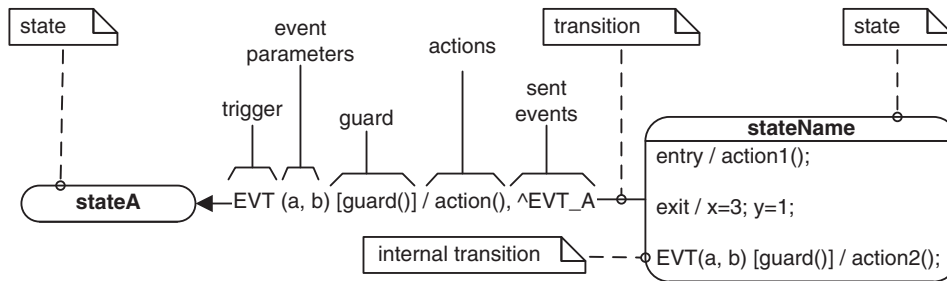 state
event
parameters
actions
transition
state
sent
events
trigger
guard
stateName
entry / action1();
stateA
EVT (a, b) [guard()] / action(), ^EVT_A
exit / x=3; y=1;
internal transition
EVT(a, b) [guard()] / action2();